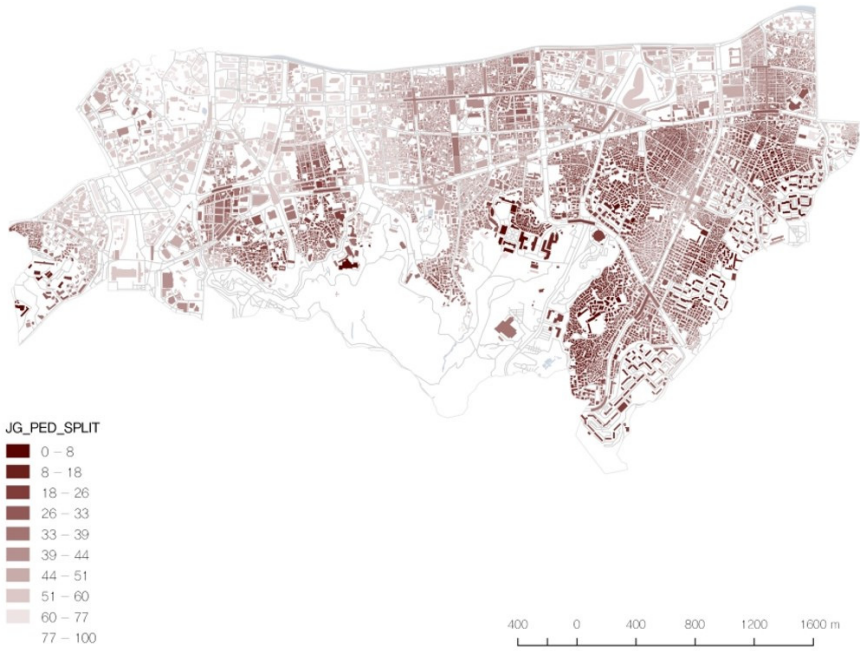 JG_PED_SPLIT
0 – 8
8 – 18
18 – 26
26 – 33
33 – 39
39 – 44
44 – 51
51 – 60
60 – 77
77 – 100
400 0 400 800 1200 1600 m